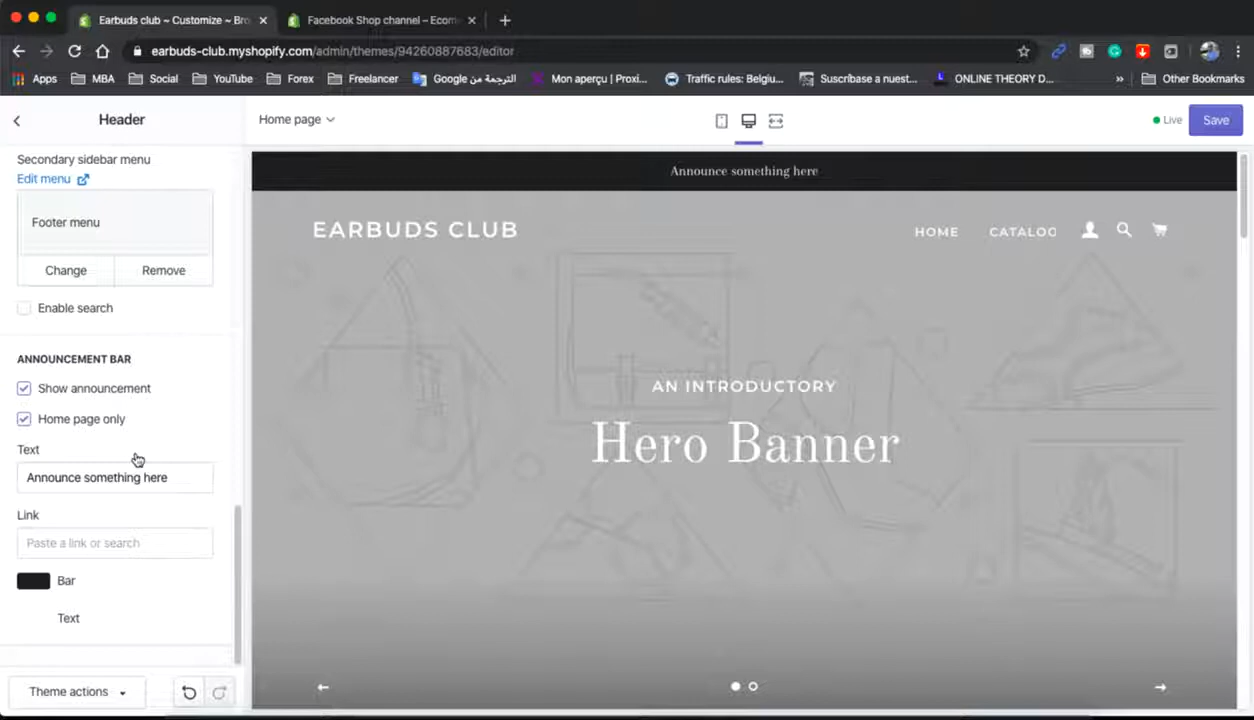 Earbuds club ~ Customize ~ Bro
Facebook Shop channel – Ecom
earbuds-club.myshopify.com/admin/themes/94260887683/editor
Apps
MBA
Social
YouTube
Forex
Freelancer
Google الترجمة من
Mon aperçu | Proxi...
Traffic rules: Belgiu...
Suscríbase a nuest...
ONLINE THEORY D...
»
Other Bookmarks
Header
Home page
Live
Save
Secondary sidebar menu
Edit menu
Footer menu
Change
Remove
Enable search
ANNOUNCEMENT BAR
Show announcement
Home page only
Text
Announce something here
Link
Paste a link or search
Bar
Text
Theme actions
Announce something here
EARBUDS CLUB
HOME
CATALOG
AN INTRODUCTORY
Hero Banner